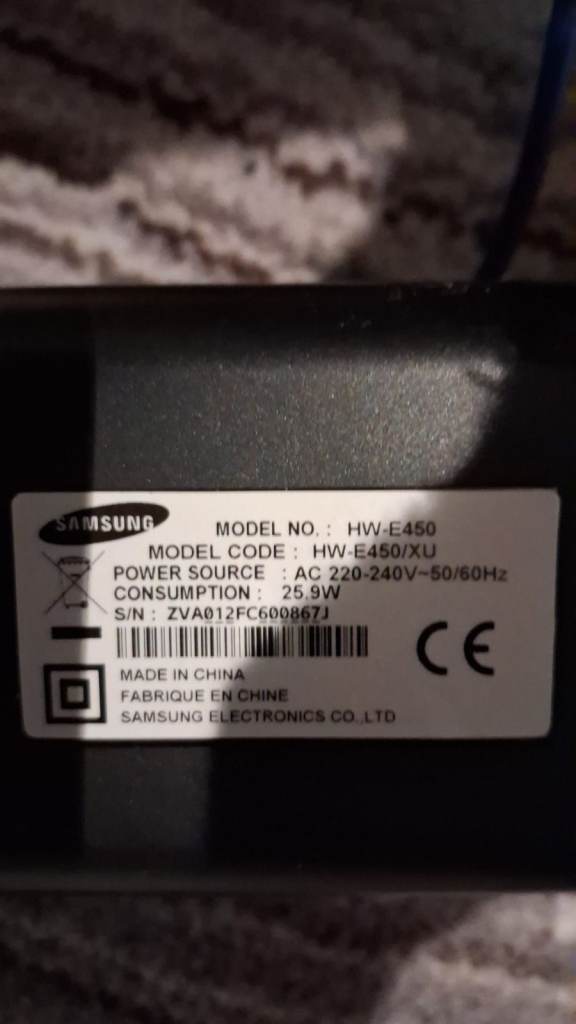 SAMSUNG
MODEL NO. : HW-E450
MODEL CODE : HW-E450/XU
POWER SOURCE : AC 220-240V~50/60Hz
CONSUMPTION : 25.9W
S/N : ZVA012FC600867J
CE
MADE IN CHINA
FABRIQUE EN CHINE
SAMSUNG ELECTRONICS CO.,LTD